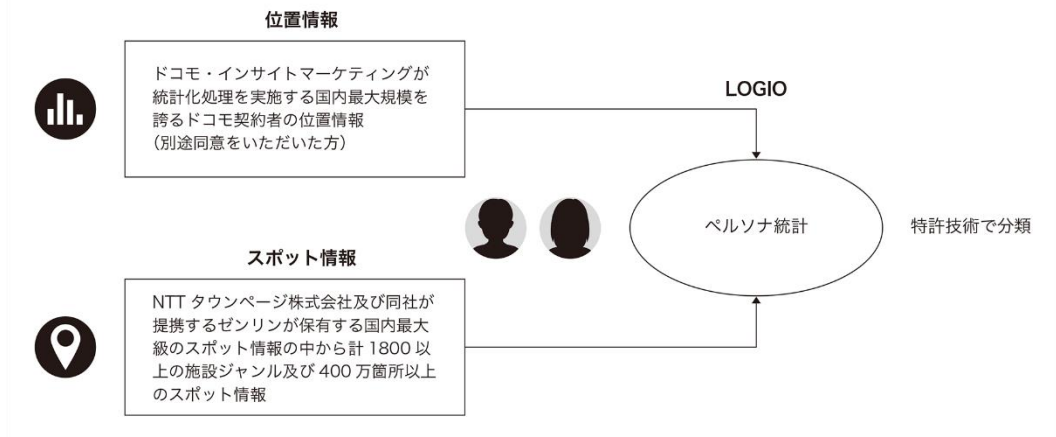 位置情報
ドコモ・インサイトマーケティングが
統計化処理を実施する国内最大規模を
誇るドコモ契約者の位置情報
（別途同意をいただいた方）
LOGIO
ペルソナ統計
特許技術で分類
スポット情報
NTT タウンページ株式会社及び同社が
提携するゼンリンが保有する国内最大
級のスポット情報の中から計 1800 以
上の施設ジャンル及び 400 万箇所以上
のスポット情報